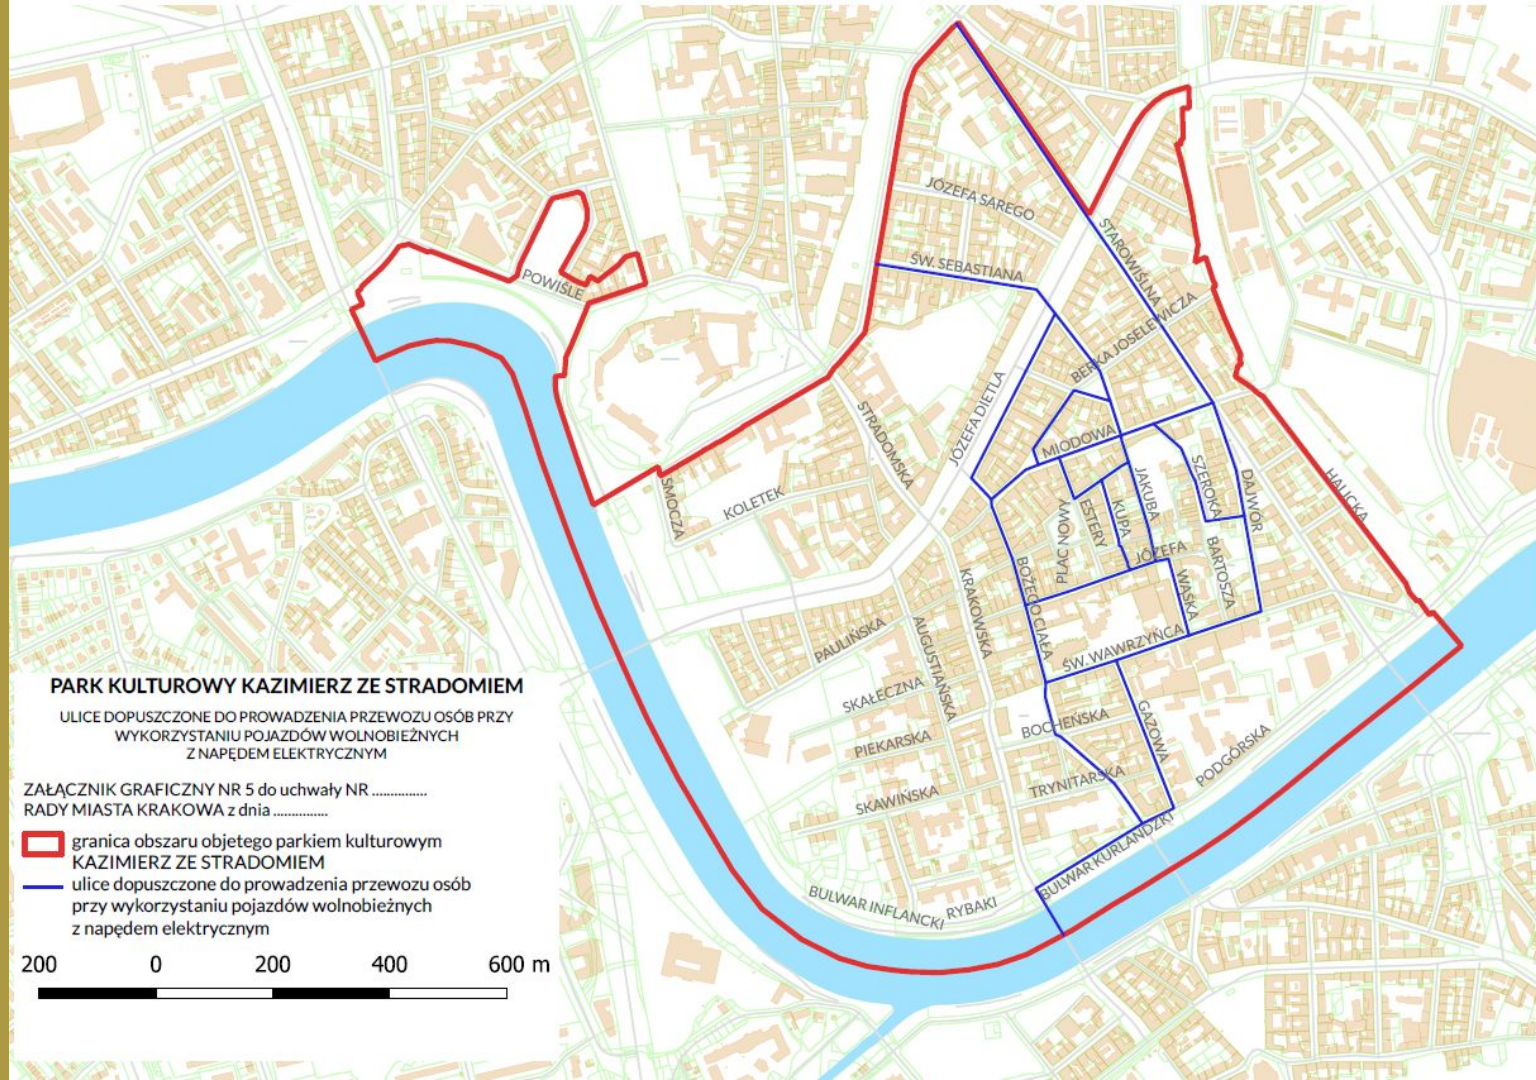 JÓZEFA SAREGO
STAROWIŚLNA
ŚW. SEBASTIANA
POWIŚLE
BERKA JOSELEWICZA
JÓZEFA DIETLA
STRADOMSKA
MIODOWA
SMOCZA
KOLETEK
SZEROKA
DAJWÓR
HALICKA
JAKUBA
KUPA
ESTERY
PLAC NOWY
JÓZEFA
BARTOSZA
WĄSKA
BOŻEGO CIAŁA
KRAKOWSKA
AUGUSTIAŃSKA
PAULIŃSKA
ŚW. WAWRZYŃCA
SKAŁECZNA
PIEKARSKA
BOCHEŃSKA
GAZOWA
PODGÓRSKA
TRYNITARSKA
SKAWIŃSKA
BULWAR KURLANDZKI
BULWAR INFLANCKI
RYBAKI
PARK KULTUROWY KAZIMIERZ ZE STRADOMIEM
ULICE DOPUSZCZONE DO PROWADZENIA PRZEWOZU OSÓB PRZY
WYKORZYSTANIU POJAZDÓW WOLNOBIEŻNYCH
Z NAPĘDEM ELEKTRYCZNYM
ZAŁĄCZNIK GRAFICZNY NR 5 do uchwały NR ...............
RADY MIASTA KRAKOWA z dnia ...............
granica obszaru objetego parkiem kulturowym
KAZIMIERZ ZE STRADOMIEM
ulice dopuszczone do prowadzenia przewozu osób
przy wykorzystaniu pojazdów wolnobieżnych
z napędem elektrycznym
200 0 200 400 600 m